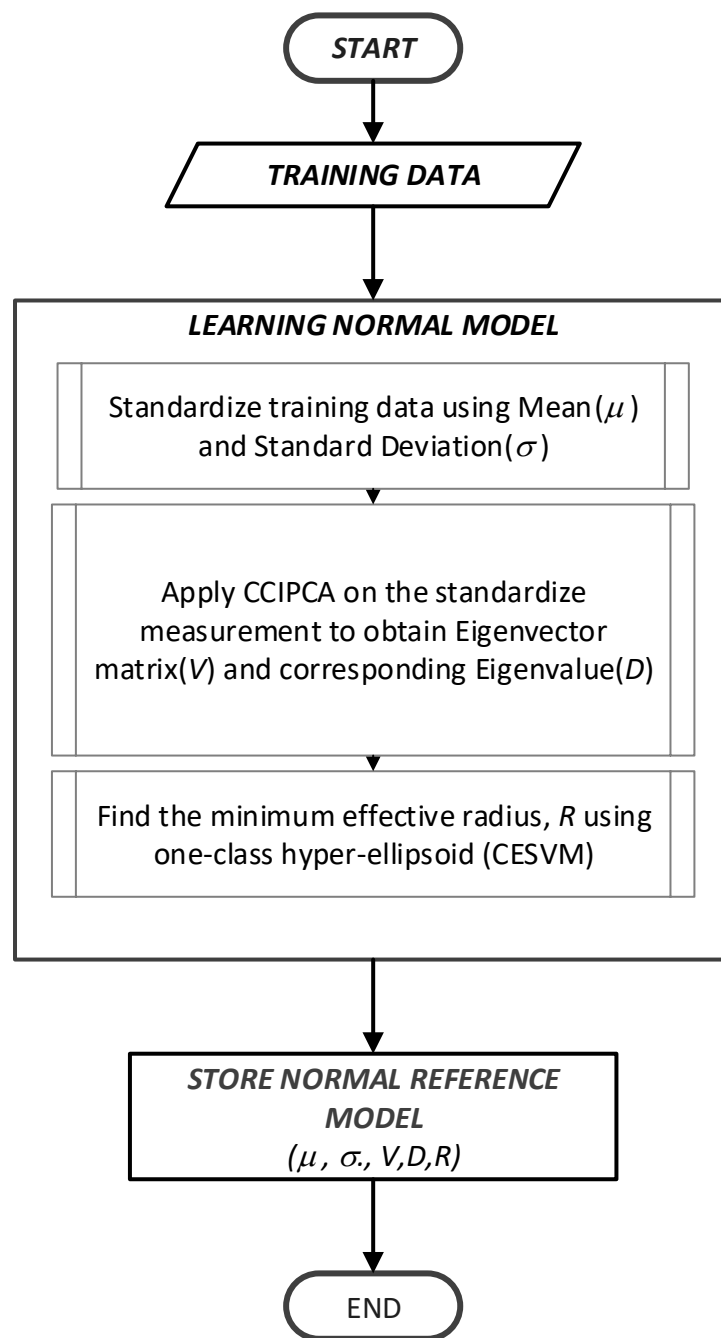 START
TRAINING DATA
LEARNING NORMAL MODEL
Standardize training data using Mean(μ)
and Standard Deviation(σ)
Apply CCIPCA on the standardize
measurement to obtain Eigenvector
matrix(V) and corresponding Eigenvalue(D)
Find the minimum effective radius, R using
one-class hyper-ellipsoid (CESVM)
STORE NORMAL REFERENCE
MODEL
(μ, σ., V,D,R)
END